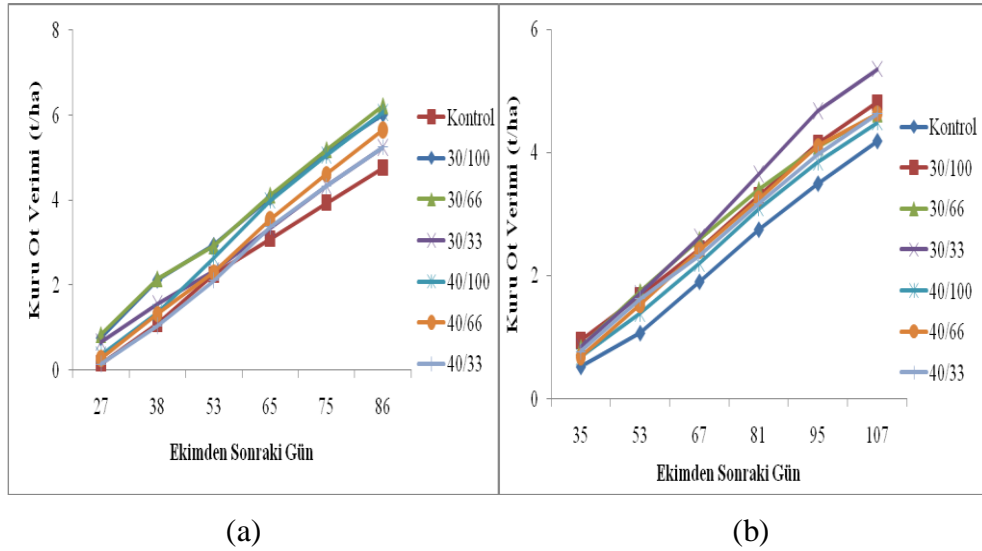 Kuru Ot Verimi (t/ha)
8
6
4
2
0
27 38 53 65 75 86
Ekimden Sonraki Gün
Kontrol
30/100
30/66
30/33
40/100
40/66
40/33
(a)
Kuru Ot Verimi (t/ha)
6
4
2
0
35 53 67 81 95 107
Ekimden Sonraki Gün
Kontrol
30/100
30/66
30/33
40/100
40/66
40/33
(b)